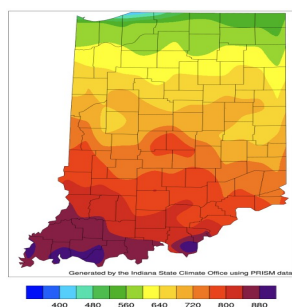 Generated by the Indiana State Climate Office using PRISM data
400 480 560 640 720 800 880